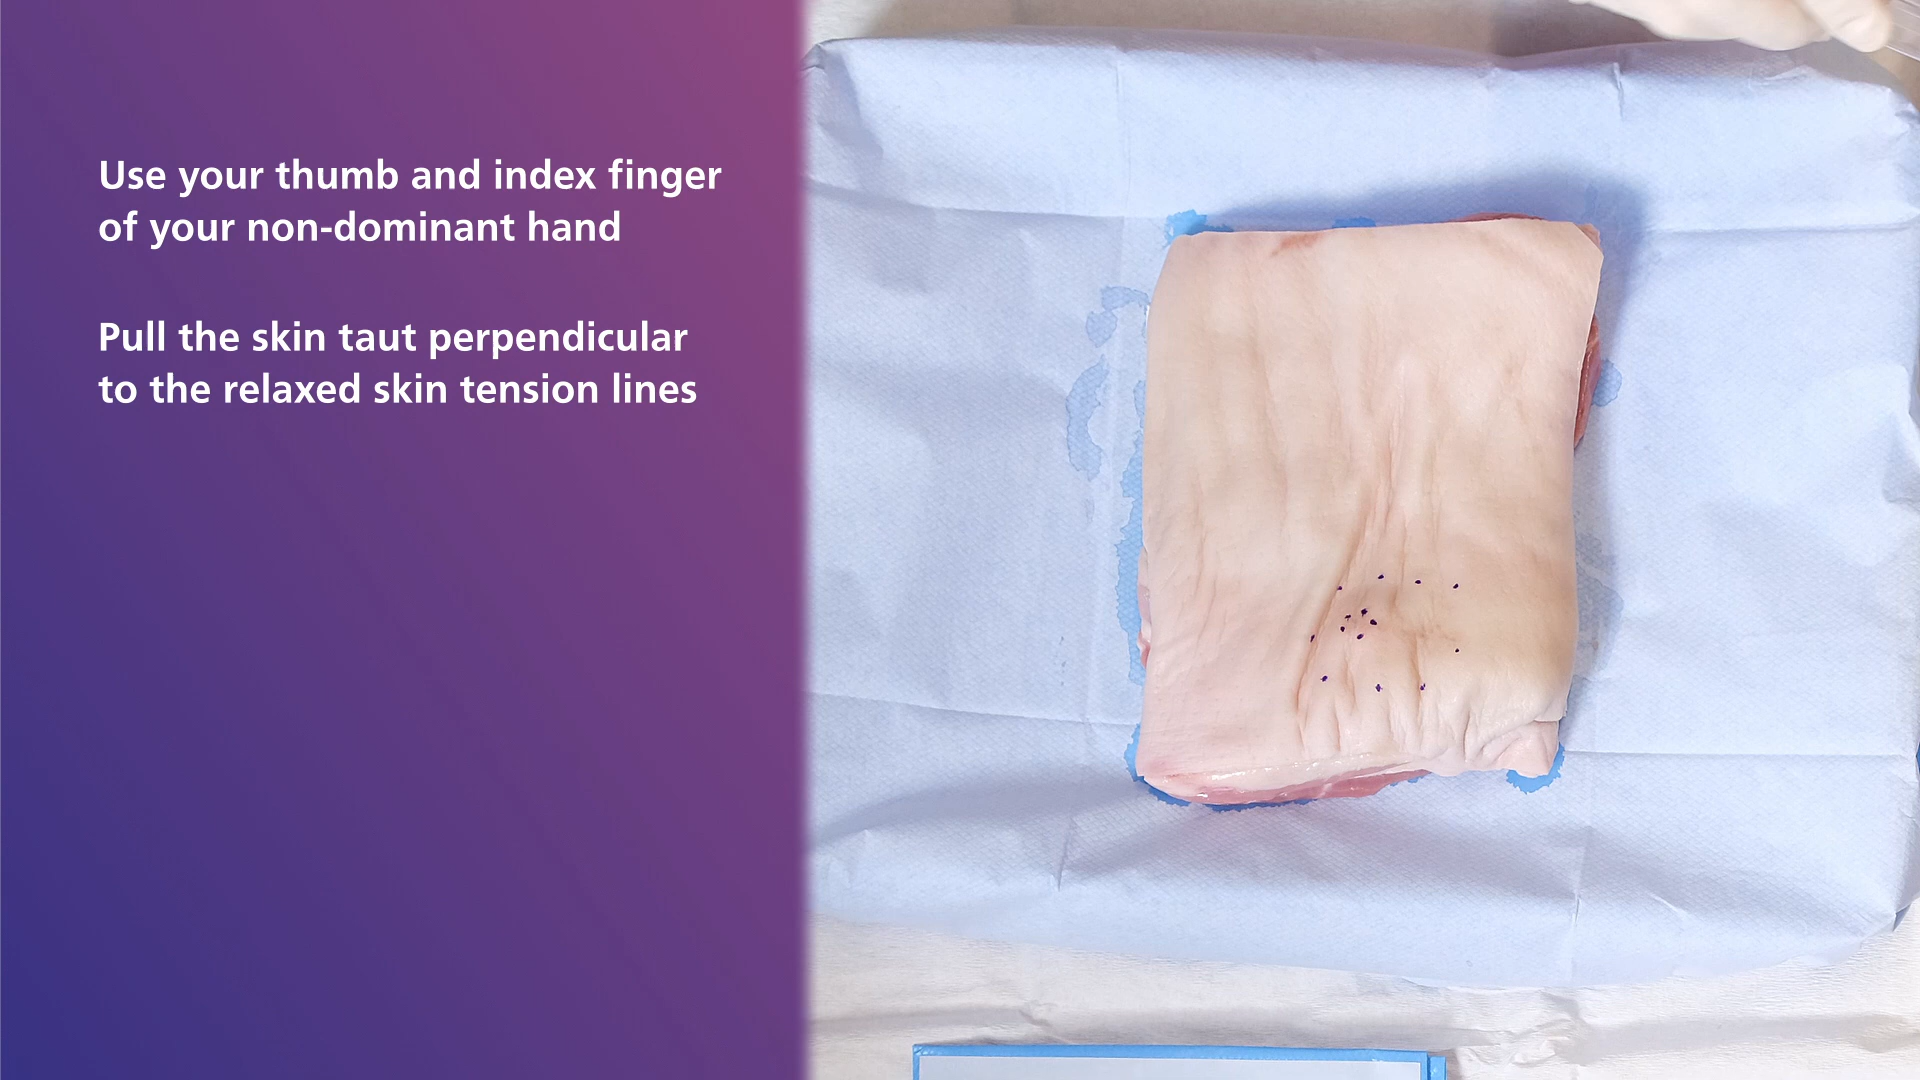 Use your thumb and index finger
of your non-dominant hand
Pull the skin taut perpendicular
to the relaxed skin tension lines